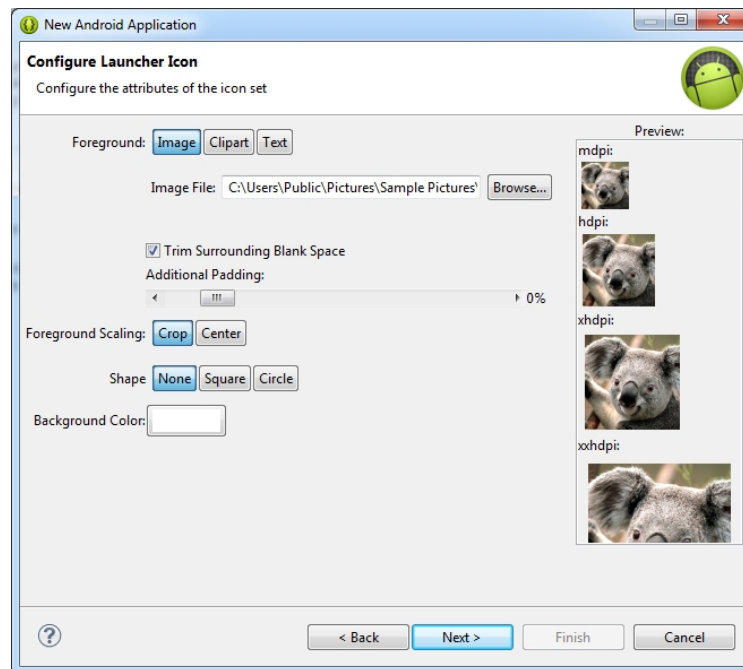 New Android Application
Configure Launcher Icon
Configure the attributes of the icon set
Foreground: Image Clipart Text
Image File: C:\Users\Public\Pictures\Sample Pictures\ Browse...
Trim Surrounding Blank Space
Additional Padding:
0%
Foreground Scaling: Crop Center
Shape None Square Circle
Background Color:
Preview:
mdpi:
hdpi:
xhdpi:
xxhdpi:
< Back Next > Finish Cancel